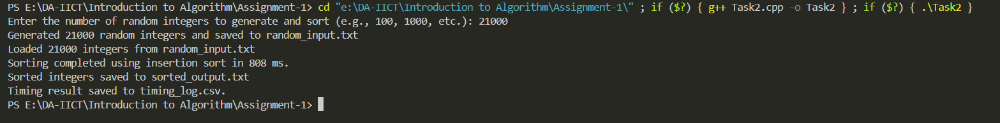 PS E:\DA-IICT\Introduction to Algorithm\Assignment-1> cd "e:\DA-IICT\Introduction to Algorithm\Assignment-1\" ; if ($?) { g++ Task2.cpp -o Task2 } ; if ($?) { .\Task2 }
Enter the number of random integers to generate and sort (e.g., 100, 1000, etc.): 21000
Generated 21000 random integers and saved to random_input.txt
Loaded 21000 integers from random_input.txt
Sorting completed using insertion sort in 808 ms.
Sorted integers saved to sorted_output.txt
Timing result saved to timing_log.csv.
PS E:\DA-IICT\Introduction to Algorithm\Assignment-1>